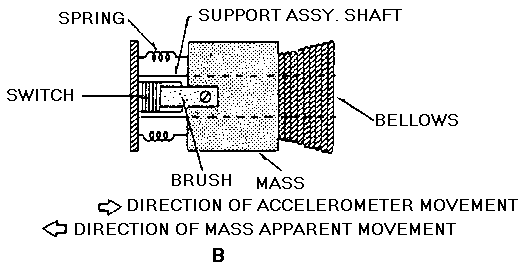 SPRING
SUPPORT ASSY. SHAFT
SWITCH
BELLOWS
BRUSH
MASS
DIRECTION OF ACCELEROMETER MOVEMENT
DIRECTION OF MASS APPARENT MOVEMENT
B